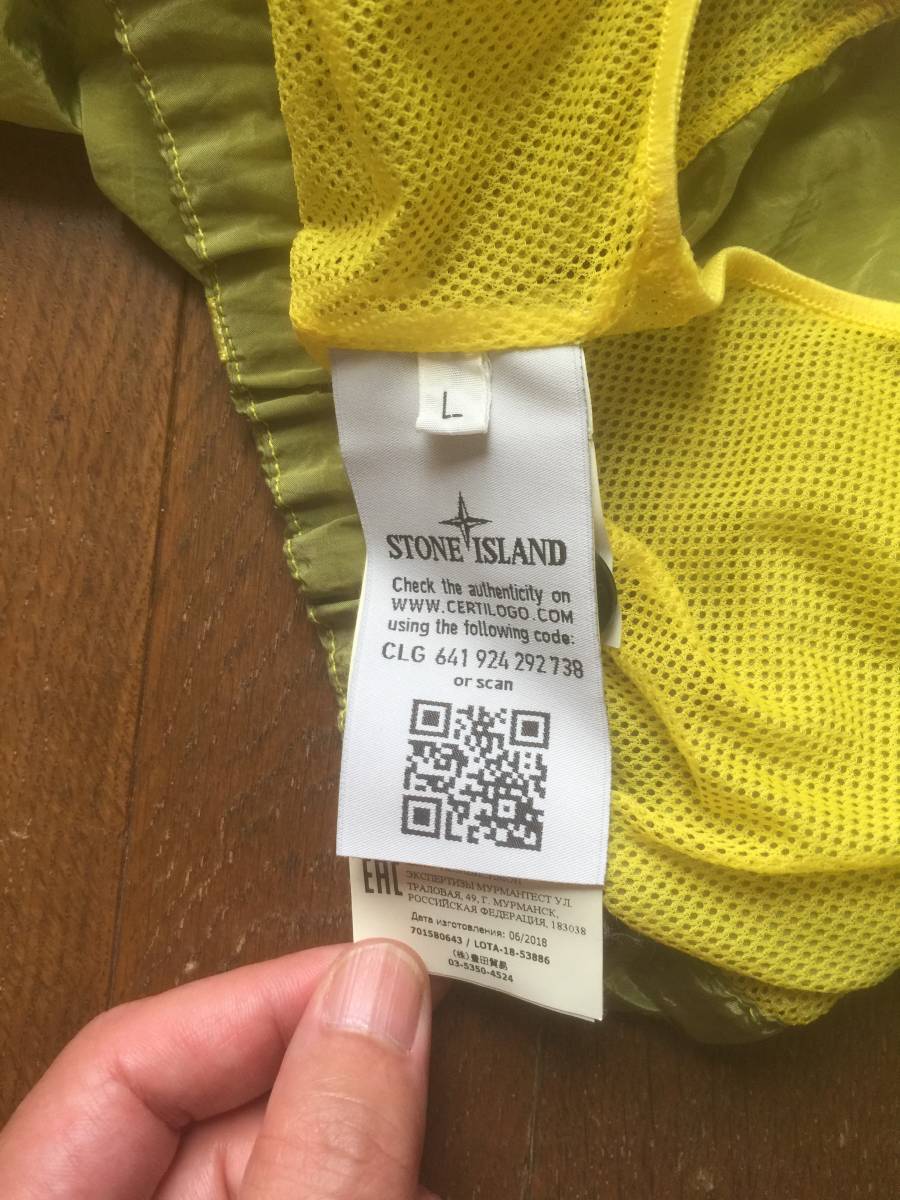 L
STONE ISLAND
Check the authenticity on
WWW.CERTILOGO.COM
using the following code:
CLG 641 924 292 738
or scan
EAC
ЭКСПЕРТИЗЫ МУРМАНТЕСТ УЛ.
ТРАЛОВАЯ, 49, Г. МУРМАНСК,
РОССИЙСКАЯ ФЕДЕРАЦИЯ, 183038
Дата изготовления: 06/2018
701580643 / LOTA-18-53886
(株)豊田貿易
03-5350-4524